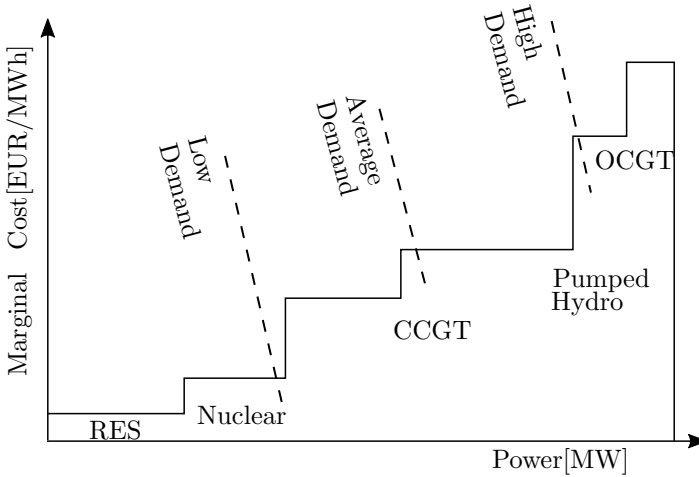 Marginal Cost[EUR/MWh]
Low
Demand
Average
Demand
High
Demand
OCGT
Pumped
Hydro
CCGT
Nuclear
RES
Power[MW]